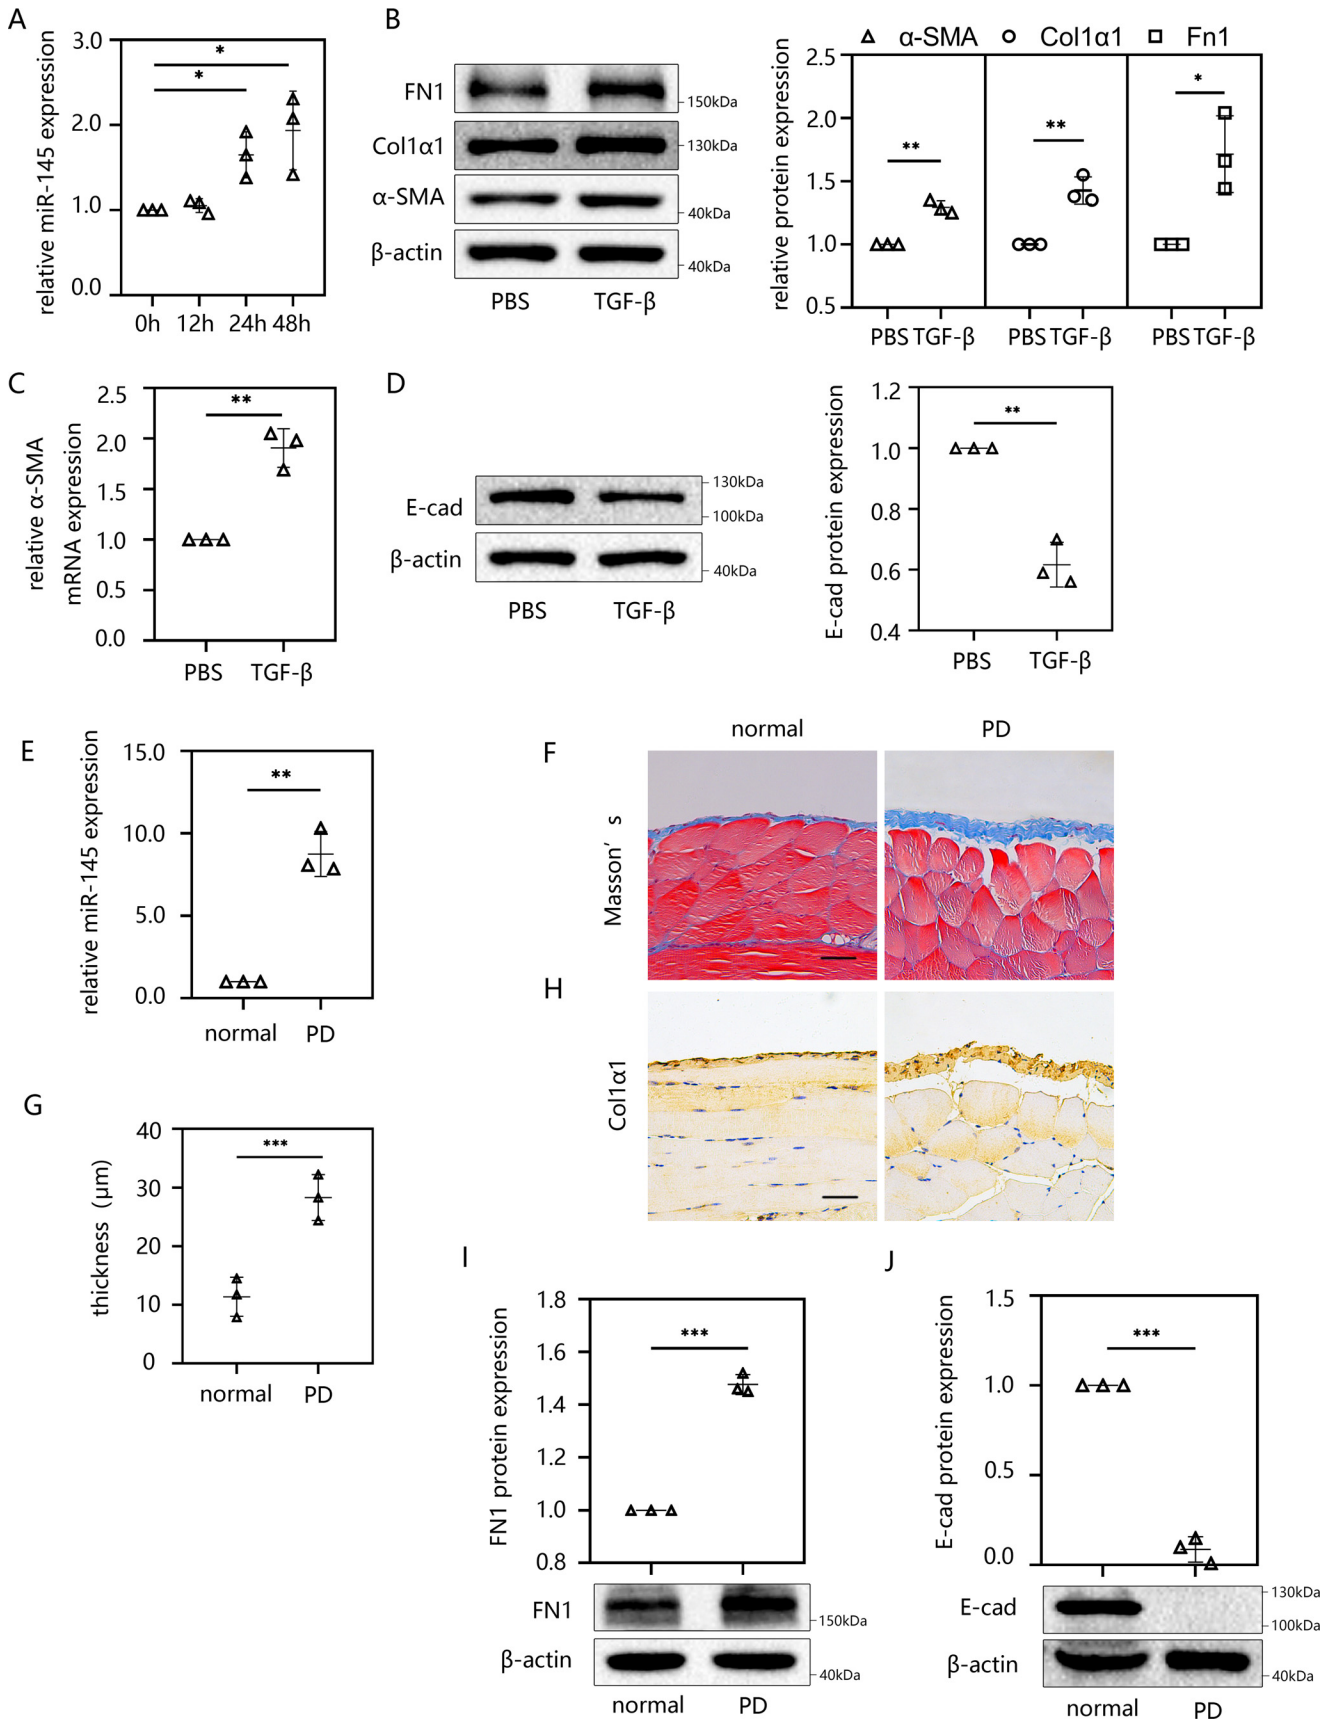 A
relative miR-145 expression
3.0
2.0
1.0
0.0
*
*
0h 12h 24h 48h
B
FN1
150kDa
Col1α1
130kDa
α-SMA
40kDa
β-actin
40kDa
PBS TGF-β
α-SMA Col1α1 Fn1
relative protein expression
2.5
2.0
1.5
1.0
0.5
**
**
*
PBS TGF-β PBS TGF-β PBS TGF-β
C
relative α-SMA
mRNA expression
2.5
2.0
1.5
1.0
0.5
0.0
**
PBS TGF-β
D
E-cad
130kDa
100kDa
β-actin
40kDa
PBS TGF-β
E-cad protein expression
1.2
1.0
0.8
0.6
0.4
**
PBS TGF-β
E
relative miR-145 expression
15.0
10.0
5.0
0.0
**
normal PD
normal PD
F
Masson's
H
Col1α1
G
thickness (μm)
40
30
20
10
0
***
normal PD
I
FN1 protein expression
1.8
1.6
1.4
1.2
1.0
0.8
***
FN1
150kDa
β-actin
40kDa
normal PD
J
E-cad protein expression
1.5
1.0
0.5
0.0
***
E-cad
130kDa
100kDa
β-actin
40kDa
normal PD